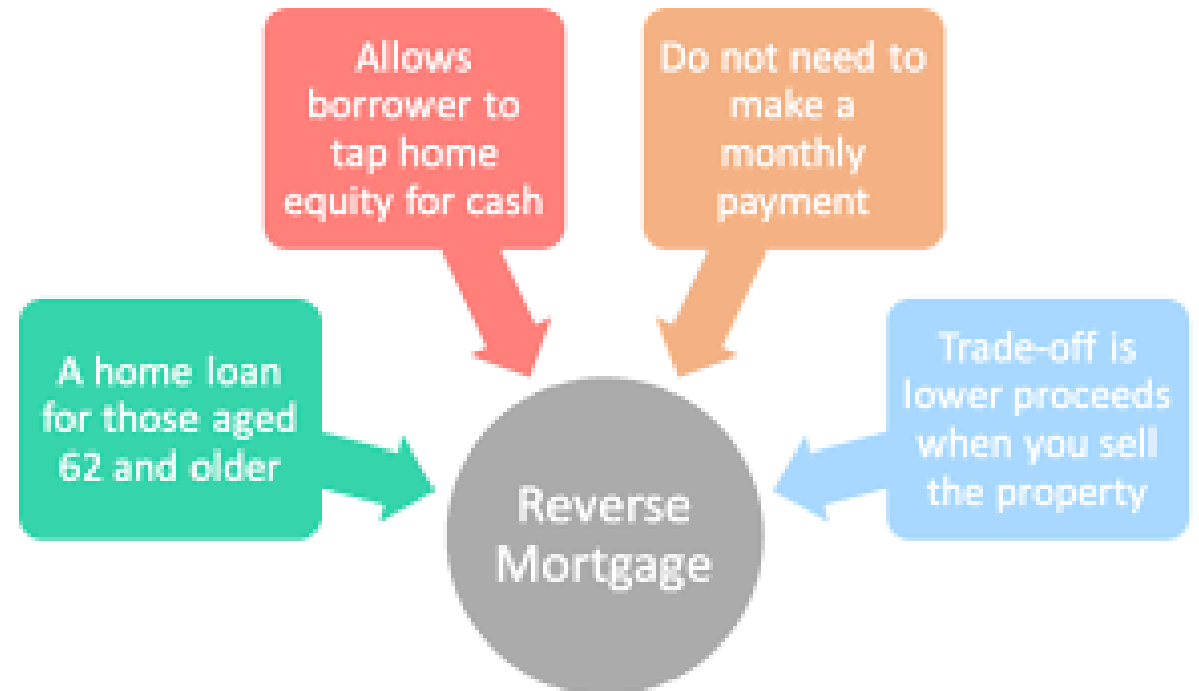 Allows
borrower to
tap home
equity for cash
Do not need to
make a
monthly
payment
A home loan
for those aged
62 and older
Trade-off is
lower proceeds
when you sell
the property
Reverse
Mortgage